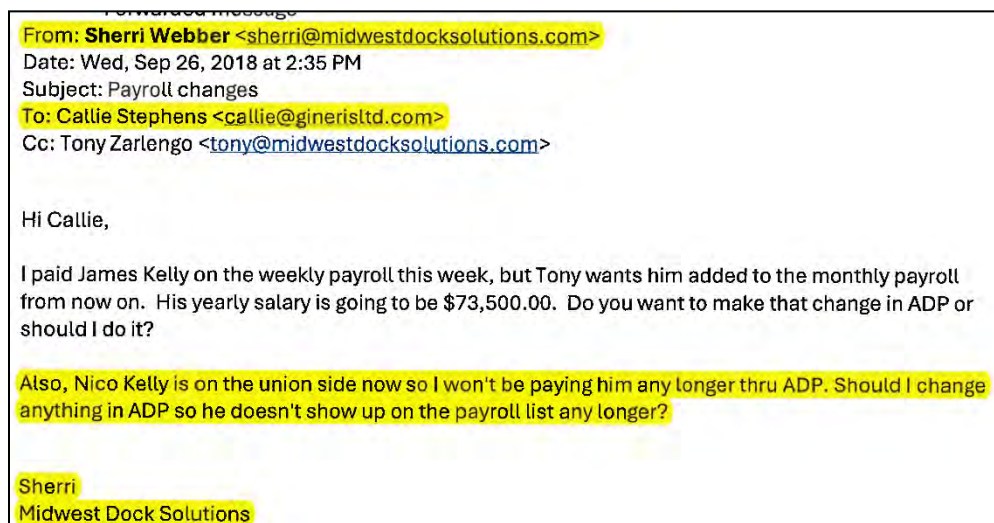 Forwarded message
From: Sherri Webber <sherri@midwestdocksolutions.com>
Date: Wed, Sep 26, 2018 at 2:35 PM
Subject: Payroll changes
To: Callie Stephens <callie@ginerisltd.com>
Cc: Tony Zarlengo <tony@midwestdocksolutions.com>
Hi Callie,
I paid James Kelly on the weekly payroll this week, but Tony wants him added to the monthly payroll
from now on. His yearly salary is going to be $73,500.00. Do you want to make that change in ADP or
should I do it?
Also, Nico Kelly is on the union side now so I won't be paying him any longer thru ADP. Should I change
anything in ADP so he doesn't show up on the payroll list any longer?
Sherri
Midwest Dock Solutions